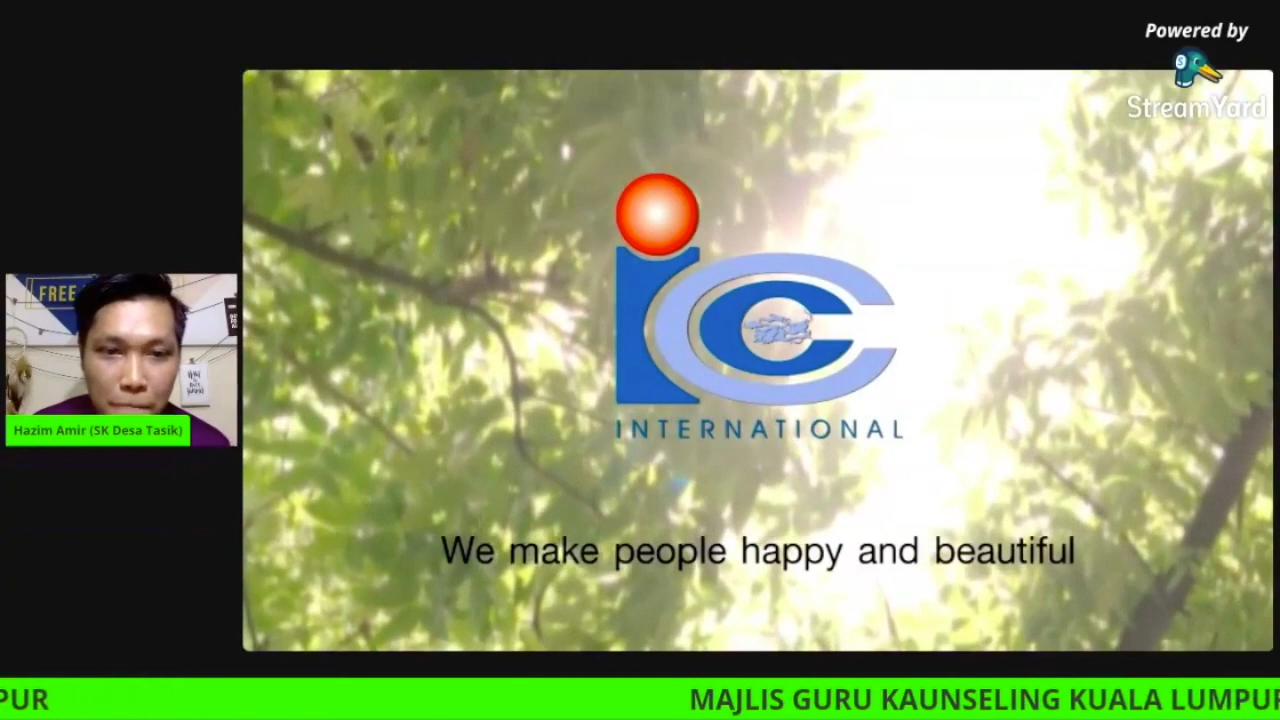 Powered by
StreamYard
FREE
Hazim Amir (SK Desa Tasik)
iCC
INTERNATIONAL
We make people happy and beautiful
PUR
MAJLIS GURU KAUNSELING KUALA LUMPUR